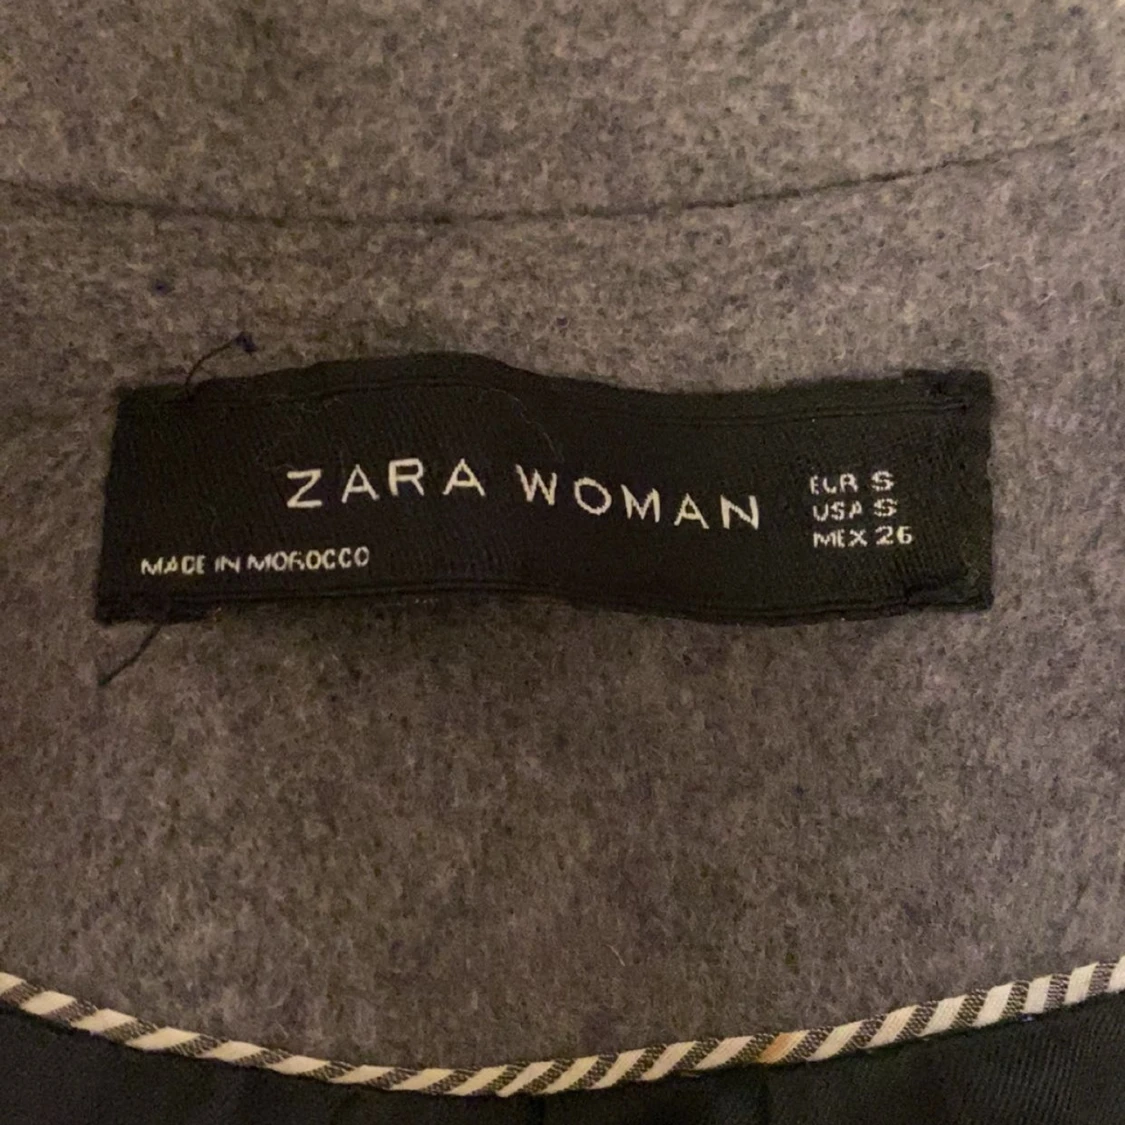 ZARA WOMAN
EUR S
USA S
MEX 26
MADE IN MOROCCO